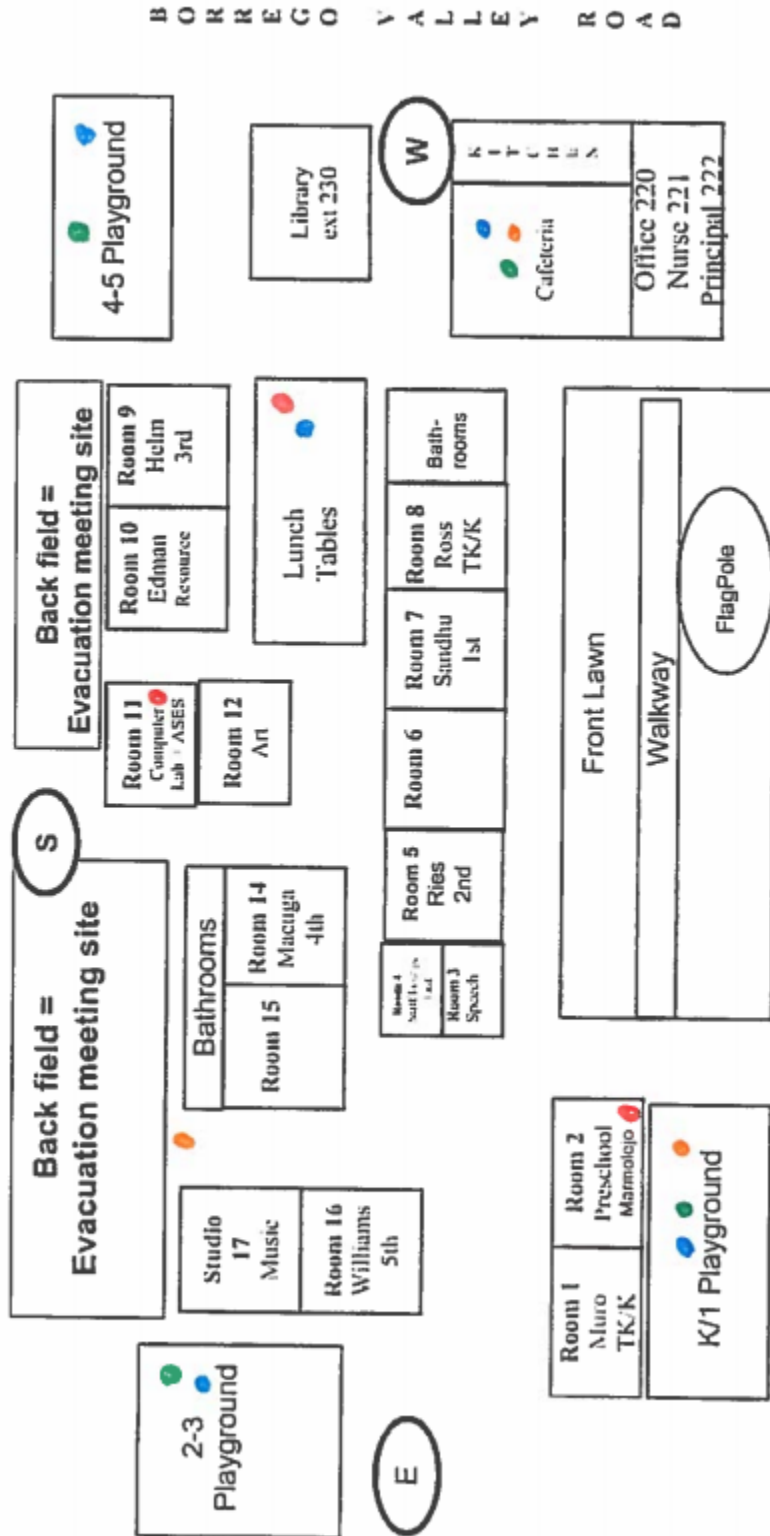 BORREGO VALLEY ROAD
Back field =
Evacuation meeting site
S
Back field =
Evacuation meeting site
4-5 Playground
2-3
Playground
Studio
17
Music
Room 16
Williams
5th
Bathrooms
Room 15
Room 14
Macuga
4th
Room 11
Computer
Lab ASES
Room 12
Art
Room 10
Edman
Resource
Room 9
Helm
3rd
Lunch
Tables
Library
ext 230
W
E
Room 4
Room 3
Speech
Room 5
Ries
2nd
Room 6
Room 7
Sandhu
1st
Room 8
Ross
TK/K
Bath-
rooms
Cafeteria
KITCHEN
Office 220
Nurse 221
Principal 222
Room 1
Muro
TK/K
Room 2
Preschool
Marmolejo
K/1 Playground
Front Lawn
Walkway
FlagPole